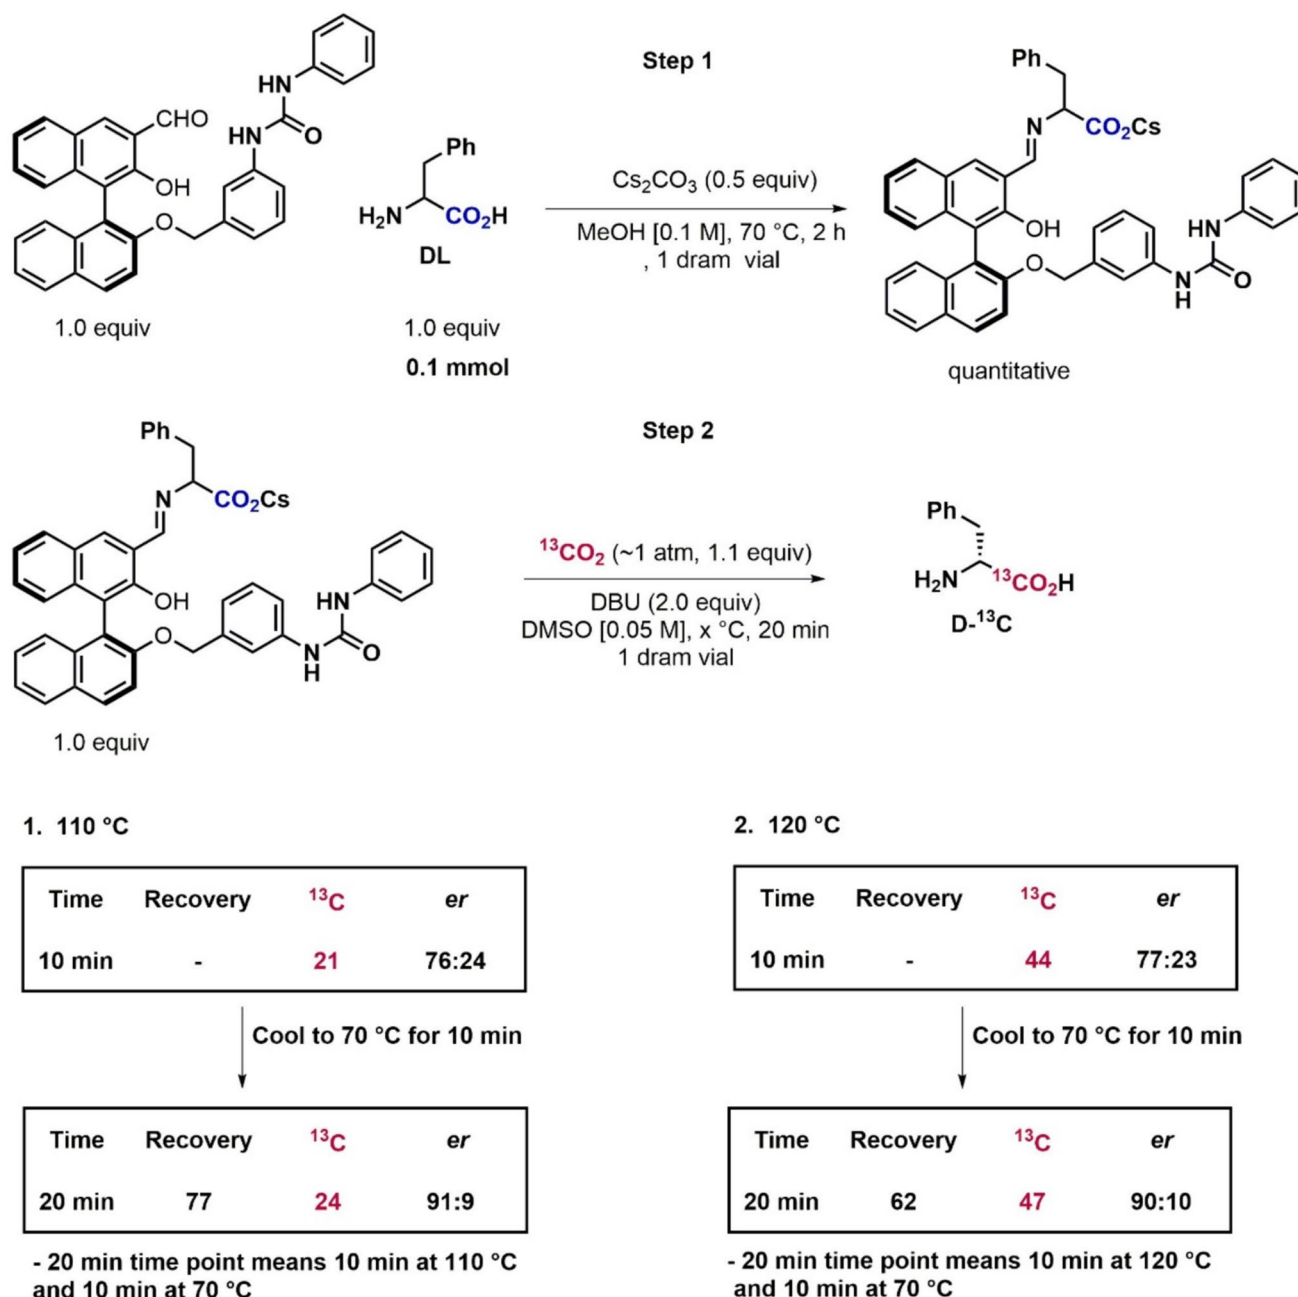 Step 1
CHO
OH
O
HN
HN
O
Ph
H2N
CO2H
DL
1.0 equiv
1.0 equiv
0.1 mmol
Cs2CO3 (0.5 equiv)
MeOH [0.1 M], 70 °C, 2 h
, 1 dram vial
Ph
N
CO2Cs
OH
O
HN
N
H
O
quantitative
Step 2
Ph
N
CO2Cs
OH
O
HN
N
H
O
1.0 equiv
13CO2 (~1 atm, 1.1 equiv)
DBU (2.0 equiv)
DMSO [0.05 M], x °C, 20 min
1 dram vial
Ph
H2N
13CO2H
D-13C
1. 110 °C
Time Recovery 13C er
10 min - 21 76:24
Cool to 70 °C for 10 min
Time Recovery 13C er
20 min 77 24 91:9
- 20 min time point means 10 min at 110 °C
and 10 min at 70 °C
2. 120 °C
Time Recovery 13C er
10 min - 44 77:23
Cool to 70 °C for 10 min
Time Recovery 13C er
20 min 62 47 90:10
- 20 min time point means 10 min at 120 °C
and 10 min at 70 °C